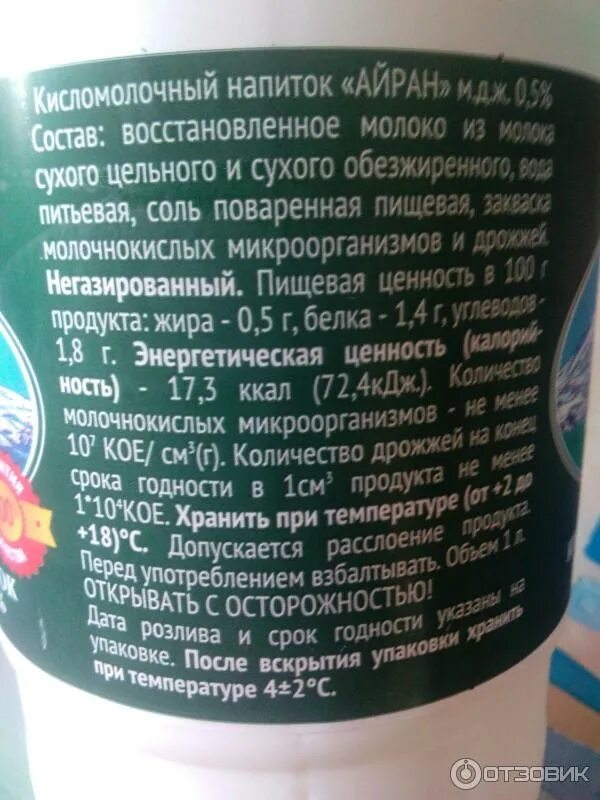 Кисломолочный напиток «АЙРАН» м.д.ж. 0,5%
Состав: восстановленное молоко из молока
сухого цельного и сухого обезжиренного, вода
питьевая, соль поваренная пищевая, закваска
молочнокислых микроорганизмов и дрожжей.
Негазированный. Пищевая ценность в 100 г
продукта: жира - 0,5 г, белка - 1,4 г, углеводов -
1,8 г. Энергетическая ценность (калорий-
ность) - 17,3 ккал (72,4кДж.). Количество
молочнокислых микроорганизмов - не менее
10⁷ КОЕ/ см³(г). Количество дрожжей на конец
срока годности в 1см³ продукта не менее
1*10⁴КОЕ. Хранить при температуре (от +2 до
+18)°С. Допускается расслоение продукта.
Перед употреблением взбалтывать. Объем 1 л.
ОТКРЫВАТЬ С ОСТОРОЖНОСТЬЮ!
Дата розлива и срок годности указаны на
упаковке. После вскрытия упаковки хранить
при температуре 4±2°С.
ОТЗОВИК